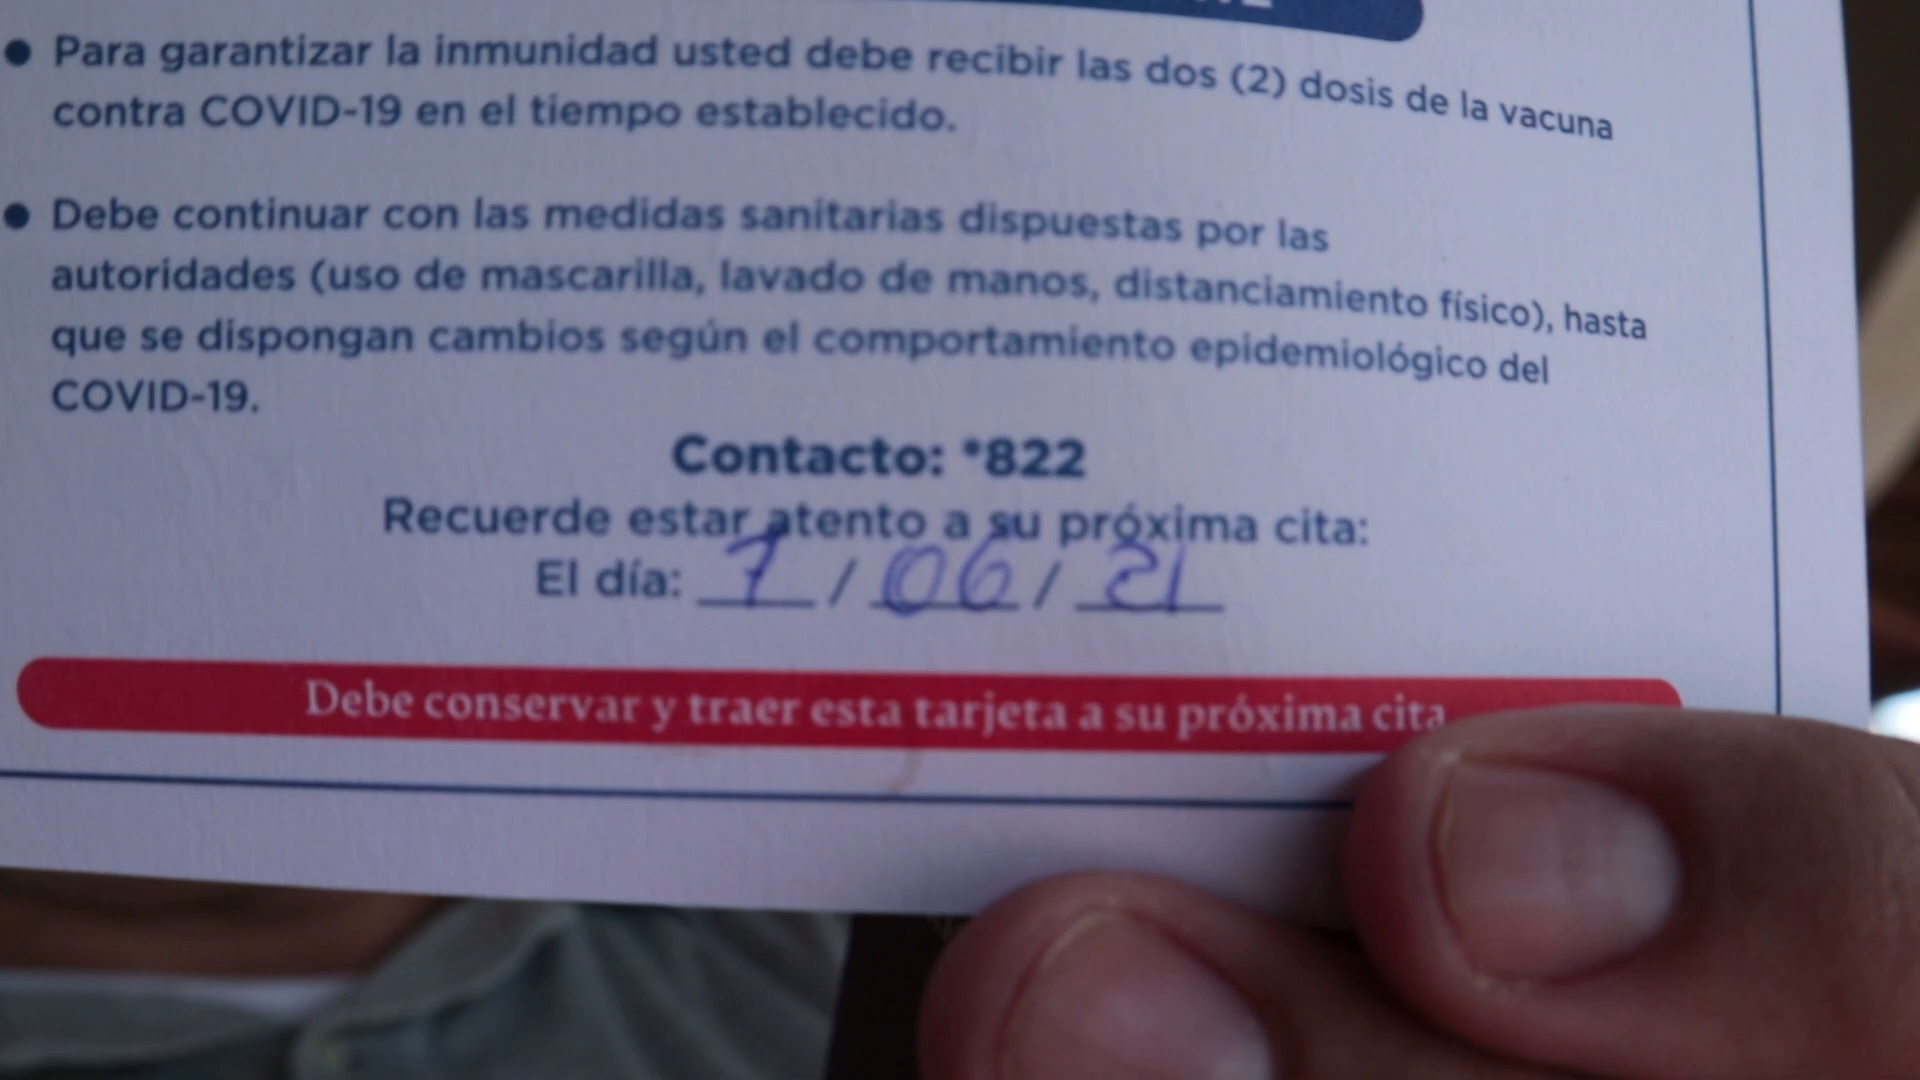 ● Para garantizar la inmunidad usted debe recibir las dos (2) dosis de la vacuna
contra COVID-19 en el tiempo establecido.
● Debe continuar con las medidas sanitarias dispuestas por las
autoridades (uso de mascarilla, lavado de manos, distanciamiento físico), hasta
que se dispongan cambios según el comportamiento epidemiológico del
COVID-19.
Contacto: *822
Recuerde estar atento a su próxima cita:
El día: 7 / 06 / 21
Debe conservar y traer esta tarjeta a su próxima cita